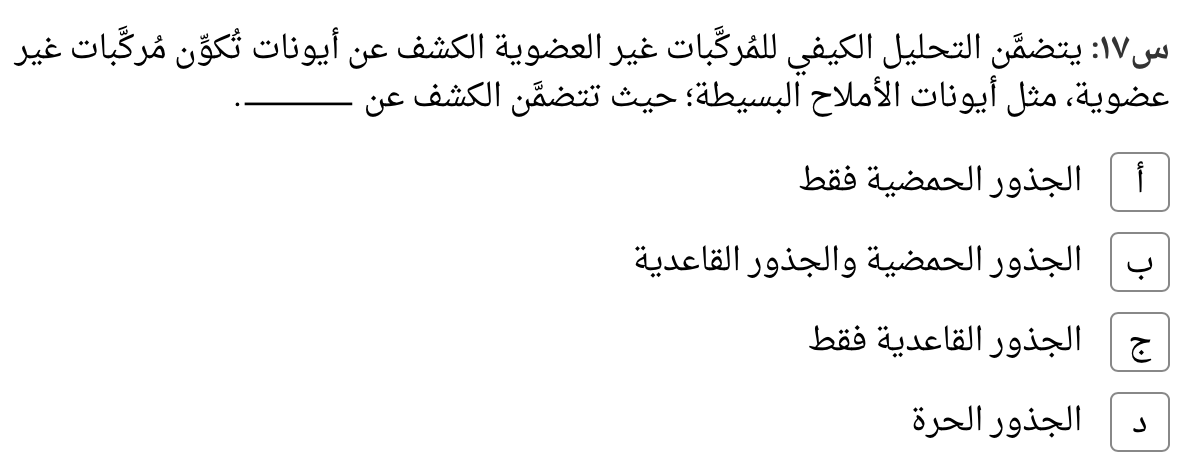 س١٧: يتضمَّن التحليل الكيفي للمُركَّبات غير العضوية الكشف عن أيونات تُكوِّن مُركَّبات غير
عضوية، مثل أيونات الأملاح البسيطة؛ حيث تتضمَّن الكشف عن ________.
أ الجذور الحمضية فقط
ب الجذور الحمضية والجذور القاعدية
ج الجذور القاعدية فقط
د الجذور الحرة